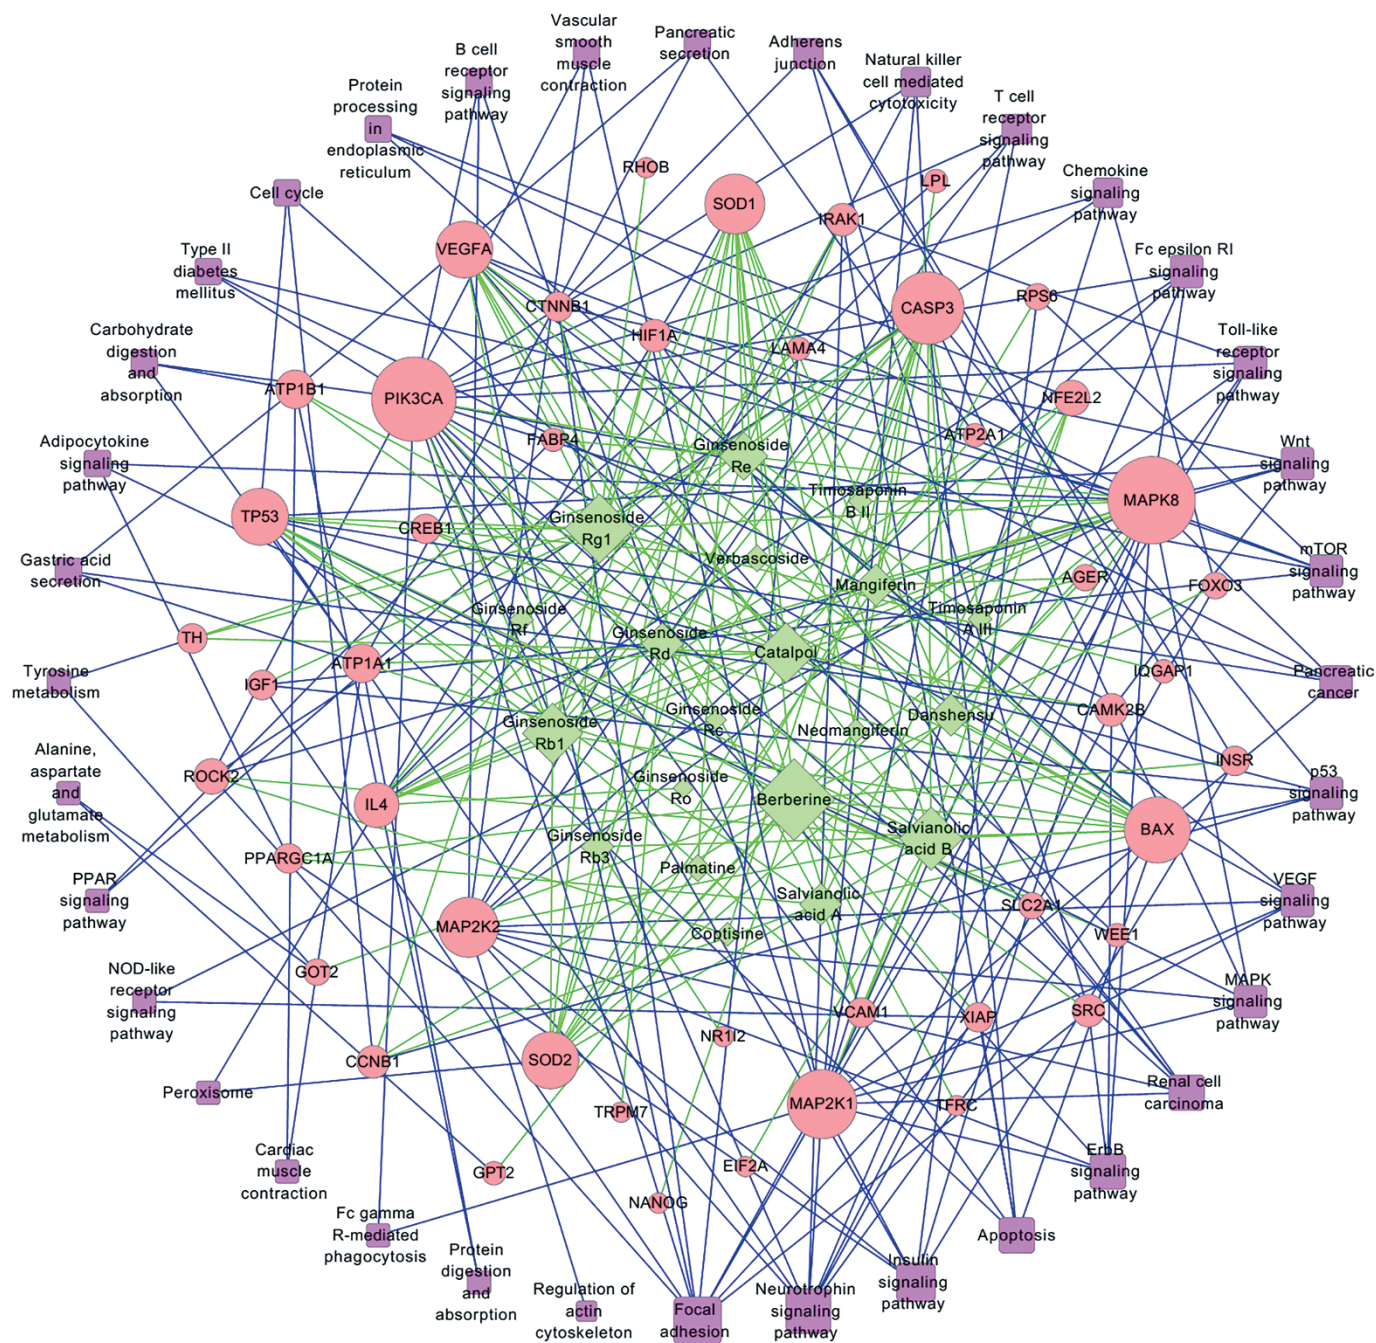 Vascular
smooth
muscle
contraction
Pancreatic
secretion
Adherens
junction
B cell
receptor
signaling
pathway
Natural killer
cell mediated
cytotoxicity
Protein
processing
in
endoplasmic
reticulum
T cell
receptor
signaling
pathway
RHOB
LPL
Chemokine
signaling
pathway
Cell cycle
SOD1
IRAK1
VEGFA
Type II
diabetes
mellitus
Fc epsilon RI
signaling
pathway
CTNNB1
HIF1A
CASP3
RPS6
LAMA4
Toll-like
receptor
signaling
pathway
Carbohydrate
digestion
and
absorption
ATP1B1
PIK3CA
NFE2L2
FABP4
ATP2A1
Ginsenoside
Re
Adipocytokine
signaling
pathway
Wnt
signaling
pathway
MAPK8
Timosaponin
B II
TP53
CREB1
Ginsenoside
Rg1
Verbascoside
Mangiferin
AGER
FOXO3
mTOR
signaling
pathway
Gastric acid
secretion
Ginsenoside
Rf
Timosaponin
A III
TH
Ginsenoside
Rd
Catalpol
ATP1A1
IQGAP1
Tyrosine
metabolism
IGF1
Pancreatic
cancer
Ginsenoside
Rb1
Ginsenoside
Rc
Neomangiferin
Danshensu
CAMK2B
Alanine,
aspartate
and
glutamate
metabolism
ROCK2
IL4
Ginsenoside
Ro
Berberine
INSR
p53
signaling
pathway
Salvianolic
acid B
BAX
PPARGC1A
Ginsenoside
Rb3
Palmatine
PPAR
signaling
pathway
Salvianolic
acid A
SLC2A1
VEGF
signaling
pathway
MAP2K2
Coptisine
WEE1
GOT2
NOD-like
receptor
signaling
pathway
MAPK
signaling
pathway
VCAM1
XIAP
SRC
NR1I2
CCNB1
SOD2
Peroxisome
Renal cell
carcinoma
TRPM7
MAP2K1
TFRC
Cardiac
muscle
contraction
GPT2
EIF2A
ErbB
signaling
pathway
NANOG
Fc gamma
R-mediated
phagocytosis
Apoptosis
Protein
digestion
and
absorption
Insulin
signaling
pathway
Regulation of
actin
cytoskeleton
Focal
adhesion
Neurotrophin
signaling
pathway